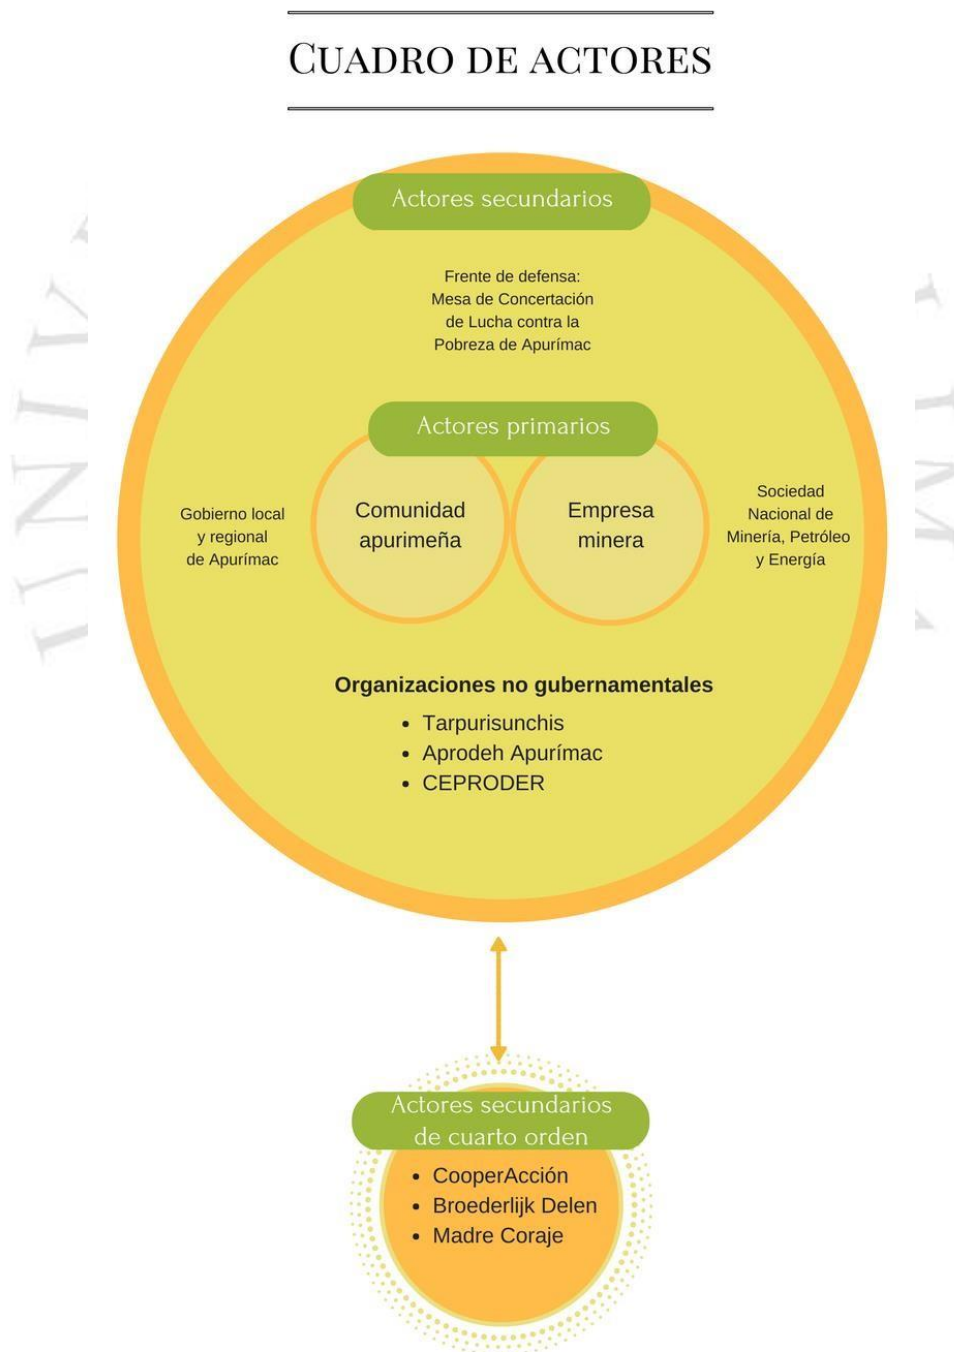 CUADRO DE ACTORES
Actores secundarios
Frente de defensa:
Mesa de Concertación
de Lucha contra la
Pobreza de Apurímac
Actores primarios
Gobierno local
y regional
de Apurímac
Comunidad
apurimeña
Empresa
minera
Sociedad
Nacional de
Minería, Petróleo
y Energía
Organizaciones no gubernamentales
• Tarpurisunchis
• Aprodeh Apurímac
• CEPRODER
Actores secundarios
de cuarto orden
• CooperAcción
• Broederlijk Delen
• Madre Coraje